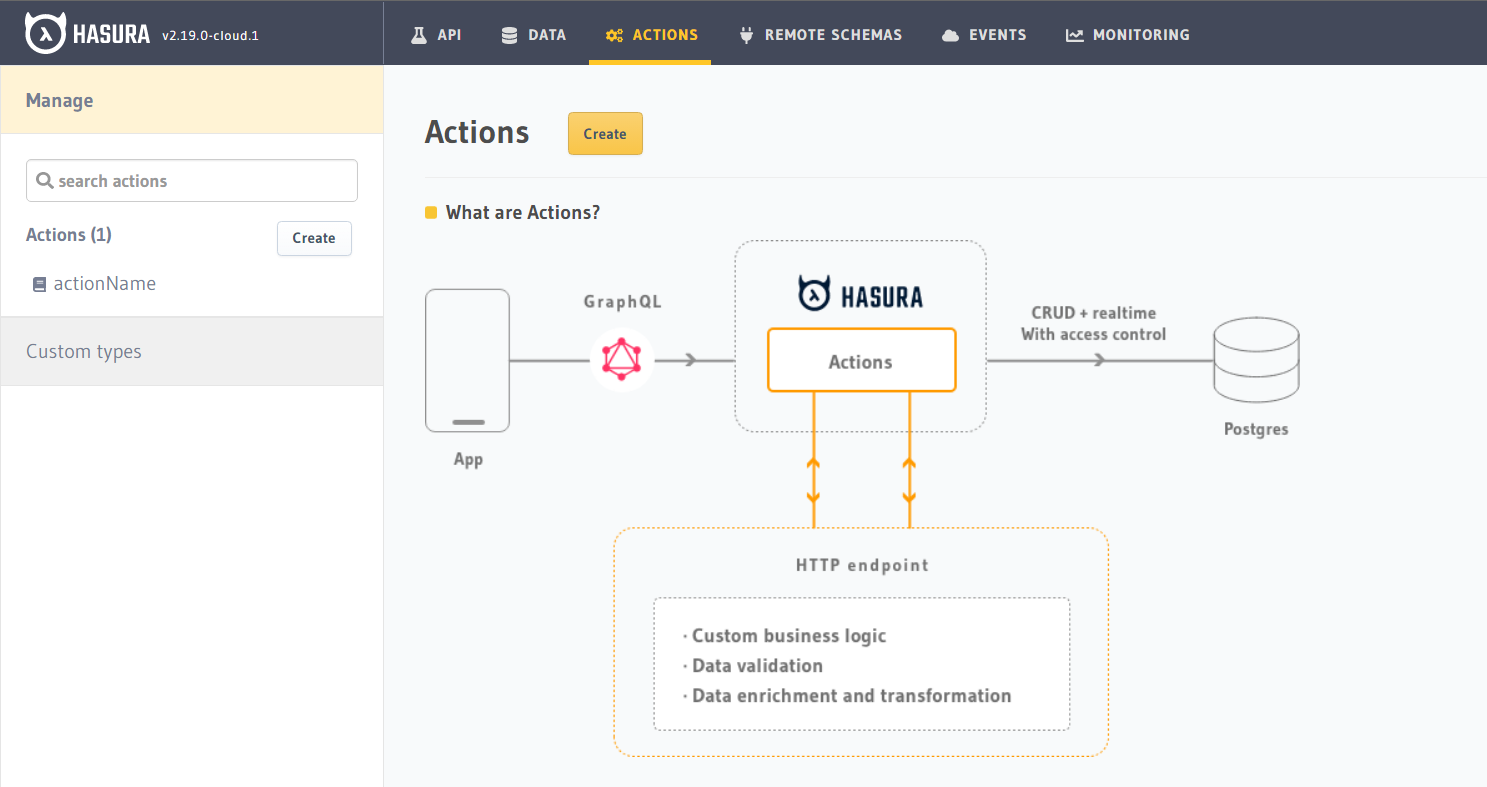 HASURA v2.19.0-cloud.1
API DATA ACTIONS REMOTE SCHEMAS EVENTS MONITORING
Manage
search actions
Actions (1) Create
actionName
Custom types
Actions Create
What are Actions?
GraphQL
HASURA
Actions
CRUD + realtime
With access control
App
Postgres
HTTP endpoint
· Custom business logic
· Data validation
· Data enrichment and transformation